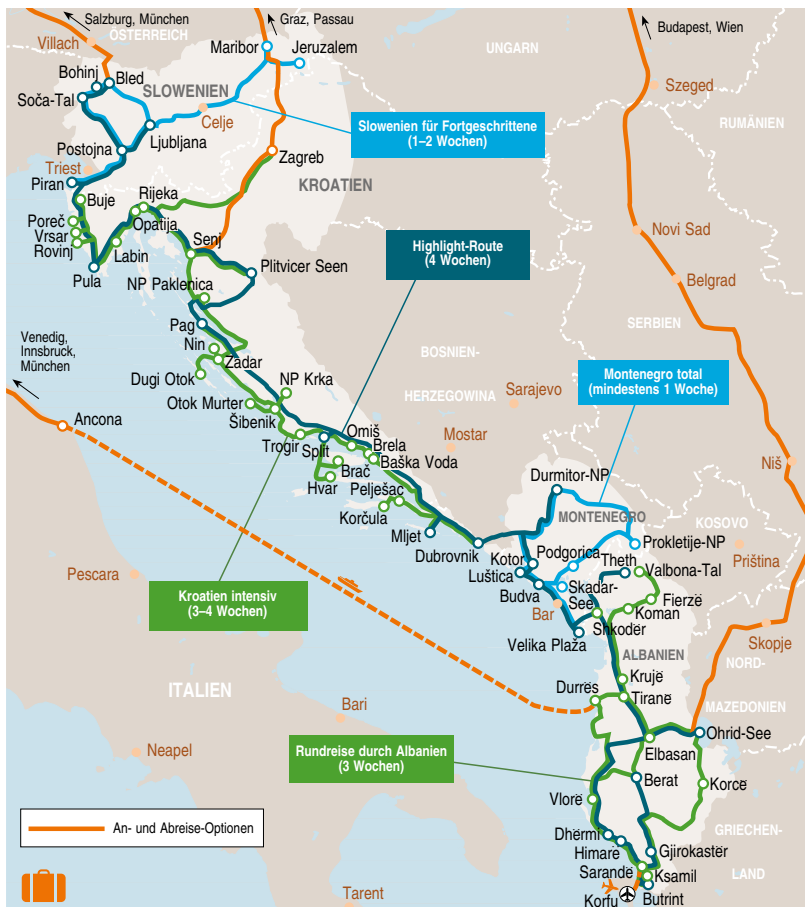 Salzburg, München
Graz, Passau
Budapest, Wien
ÖSTERREICH
Villach
Maribor
Jeruzalem
UNGARN
Bohinj
Bled
SLOWENIEN
Szeged
Soča-Tal
Celje
Ljubljana
Slowenien für Fortgeschrittene
(1–2 Wochen)
RUMÄNIEN
Postojna
Zagreb
Triest
Piran
KROATIEN
Buje
Rijeka
Poreč
Opatija
Vrsar
Rovinj
Labin
Senj
Novi Sad
Highlight-Route
(4 Wochen)
Pula
Plitvicer Seen
Belgrad
NP Paklenica
Pag
SERBIEN
Venedig,
Innsbruck,
München
Nin
Zadar
BOSNIEN-
HERZEGOWINA
Montenegro total
(mindestens 1 Woche)
Dugi Otok
NP Krka
Sarajevo
Otok Murter
Ancona
Šibenik
Omiš
Mostar
Trogir
Split
Brela
Baška Voda
Niš
Brač
Hvar
Pelješac
Durmitor-NP
Korčula
MONTENEGRO
KOSOVO
Mljet
Dubrovnik
Prokletije-NP
Priština
Kotor
Podgorica
Theth
Luštica
Valbona-Tal
Pescara
Budva
Skadar-
See
Fierzë
Kroatien intensiv
(3–4 Wochen)
Bar
Koman
Shkodër
Skopje
Velika Plaža
ALBANIEN
NORD-
MAZEDONIEN
Krujë
ITALIEN
Durrës
Tiranë
Bari
Ohrid-See
Neapel
Elbasan
Rundreise durch Albanien
(3 Wochen)
Berat
Korçë
Vlorë
An- und Abreise-Optionen
Dhërmi
GRIECHEN-
LAND
Himarë
Gjirokastër
Sarandë
Ksamil
Tarent
Korfu
Butrint